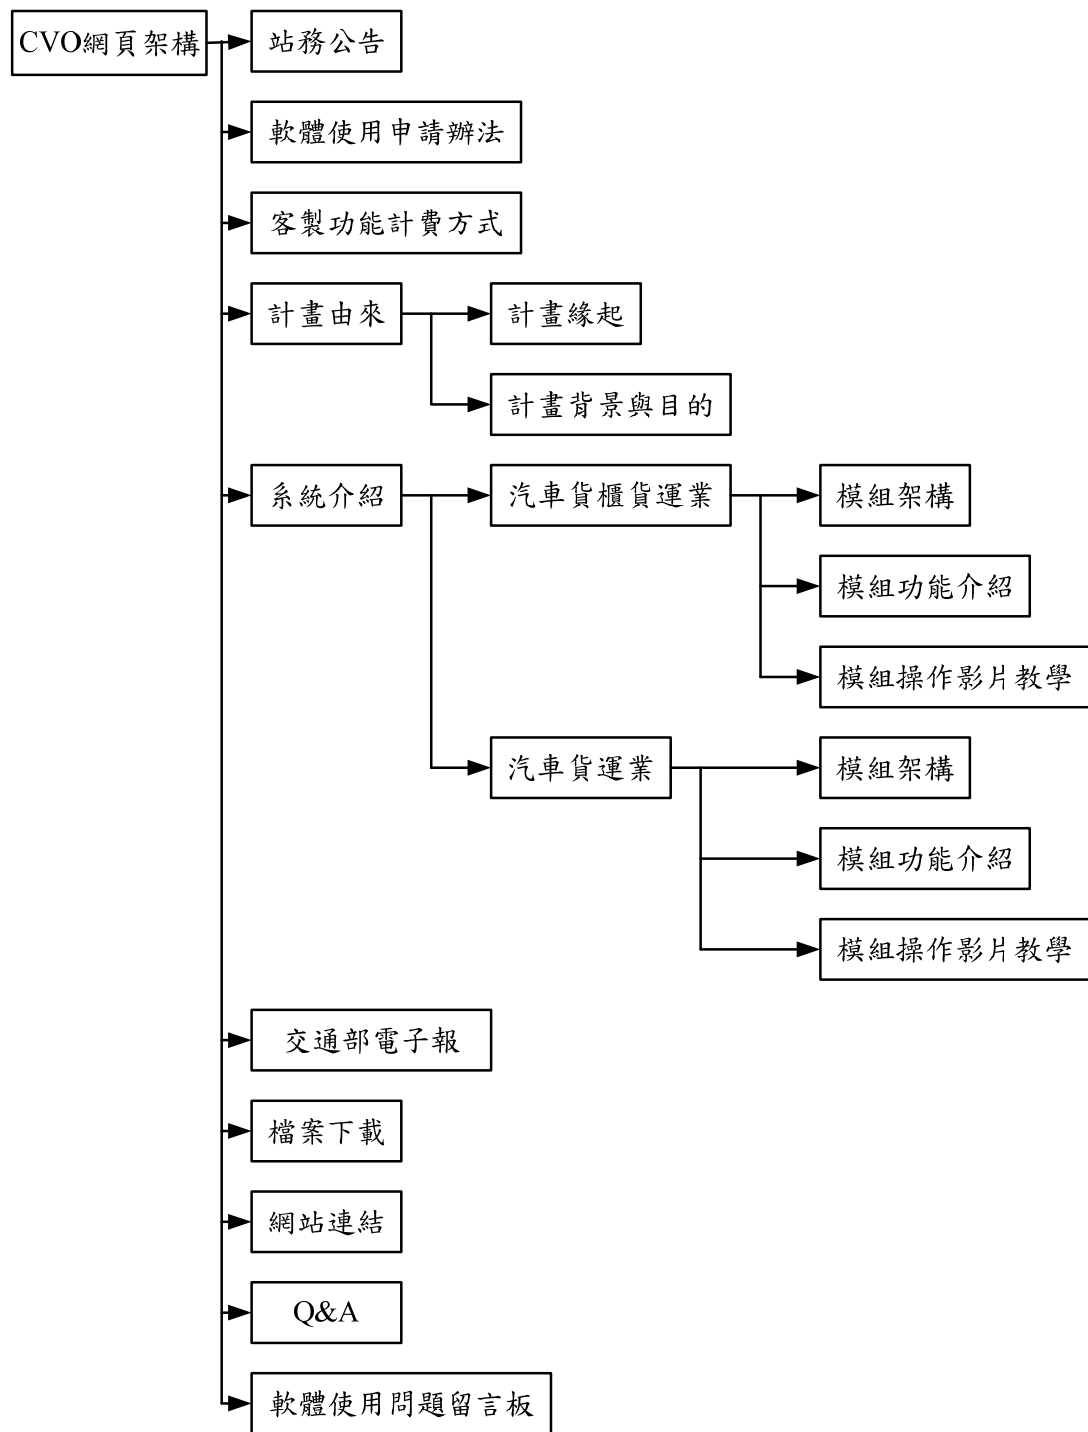 CVO網頁架構
站務公告
軟體使用申請辦法
客製功能計費方式
計畫由來
計畫緣起
計畫背景與目的
系統介紹
汽車貨櫃貨運業
模組架構
模組功能介紹
模組操作影片教學
汽車貨運業
模組架構
模組功能介紹
模組操作影片教學
交通部電子報
檔案下載
網站連結
Q&A
軟體使用問題留言板